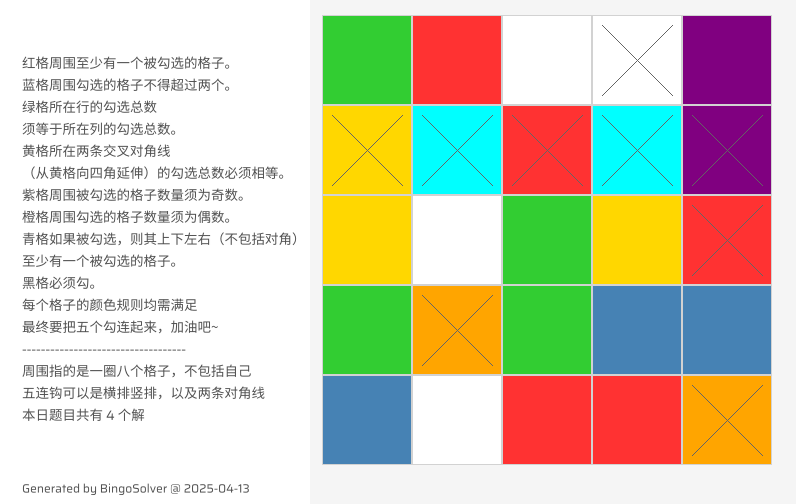 红格周围至少有一个被勾选的格子。
蓝格周围勾选的格子不得超过两个。
绿格所在行的勾选总数
须等于所在列的勾选总数。
黄格所在两条交叉对角线
（从黄格向四角延伸）的勾选总数必须相等。
紫格周围被勾选的格子数量须为奇数。
橙格周围勾选的格子数量须为偶数。
青格如果被勾选，则其上下左右（不包括对角）
至少有一个被勾选的格子。
黑格必须勾。
每个格子的颜色规则均需满足
最终要把五个勾连起来，加油吧~
-----------------------------------
周围指的是一圈八个格子，不包括自己
五连钩可以是横排竖排，以及两条对角线
本日题目共有 4 个解
Generated by BingoSolver @ 2025-04-13